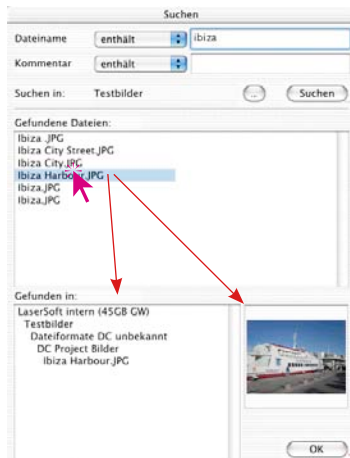 Suchen
Dateiname enthält ibiza
Kommentar enthält
Suchen in: Testbilder .. Suchen
Gefundene Dateien:
Ibiza .JPG
Ibiza City Street.JPG
Ibiza City.JPG
Ibiza Harbour.JPG
Ibiza.JPG
Ibiza.JPG
Gefunden in:
LaserSoft intern (45GB GW)
Testbilder
Dateiformate DC unbekannt
DC Project Bilder
Ibiza Harbour.JPG
OK